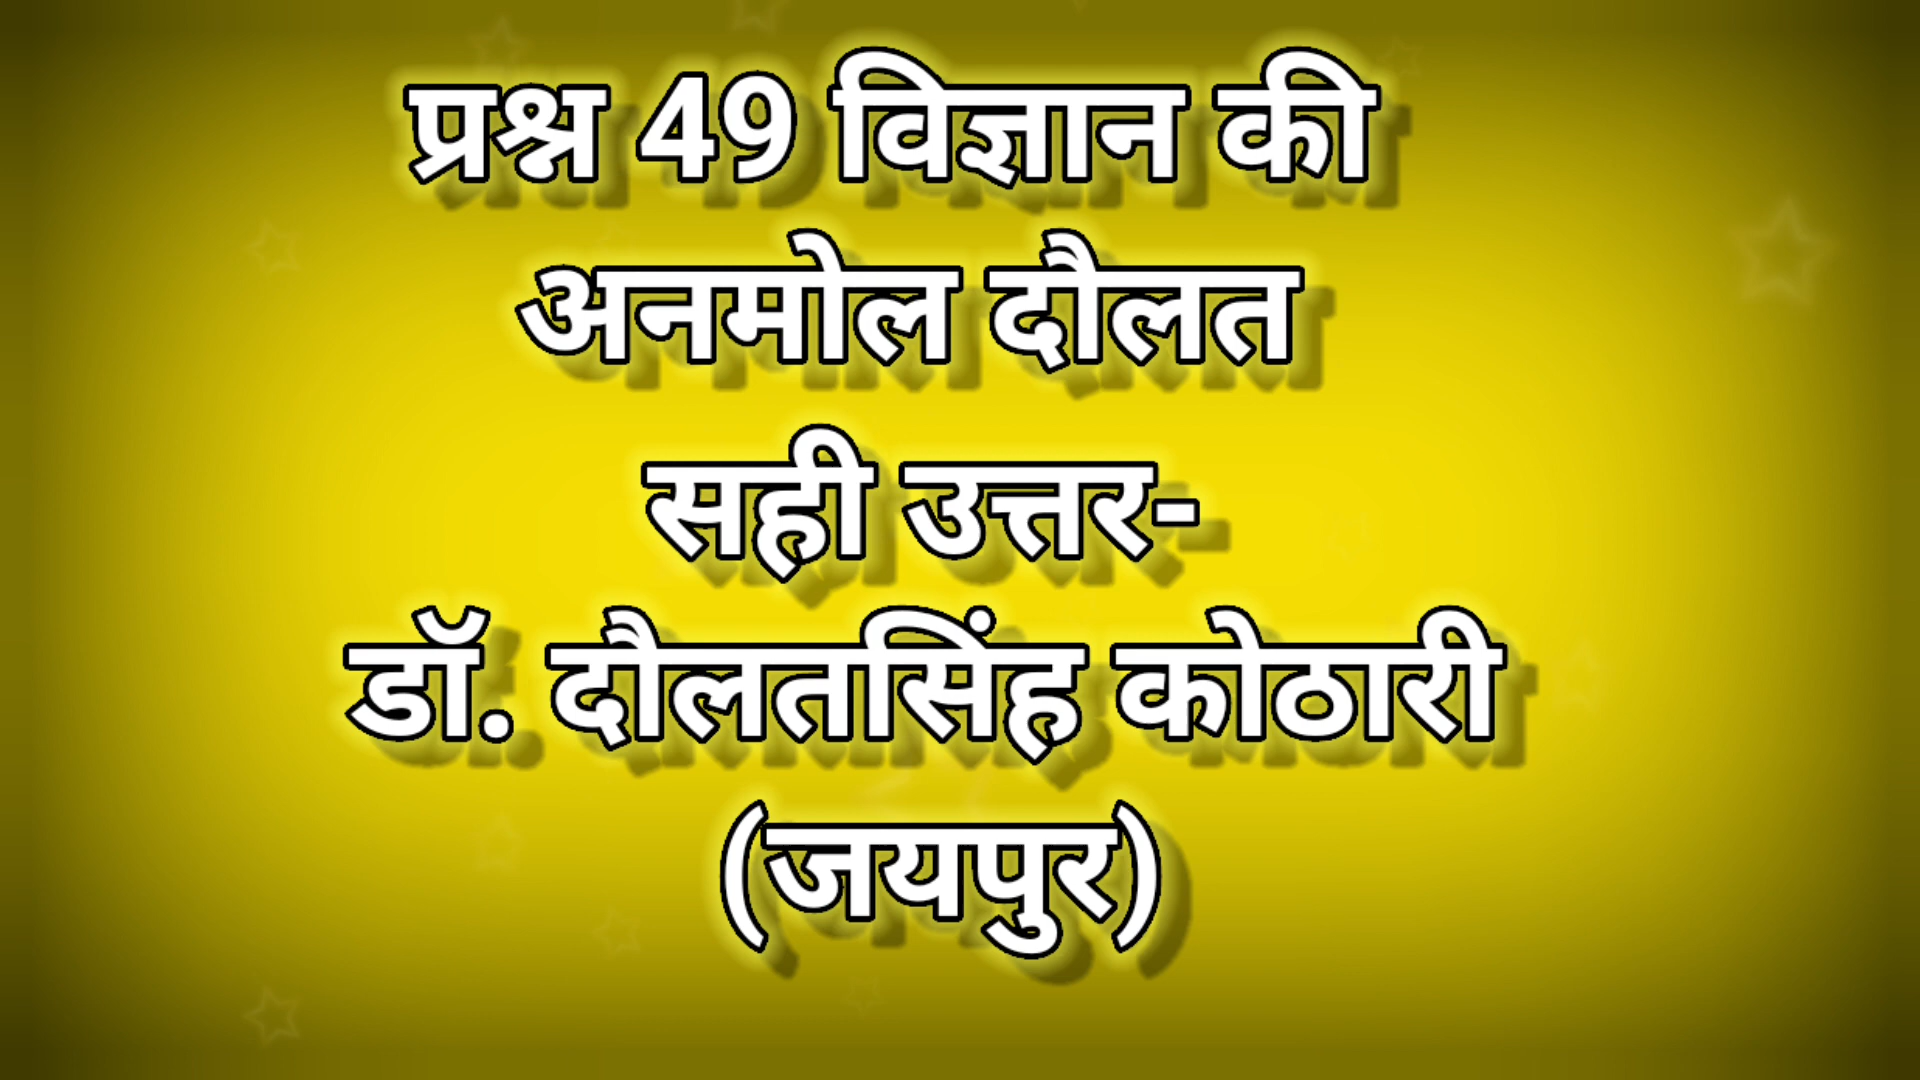 प्रश्न 49 विज्ञान की
अनमोल दौलत
सही उत्तर-
डॉ. दौलतसिंह कोठारी
(जयपुर)